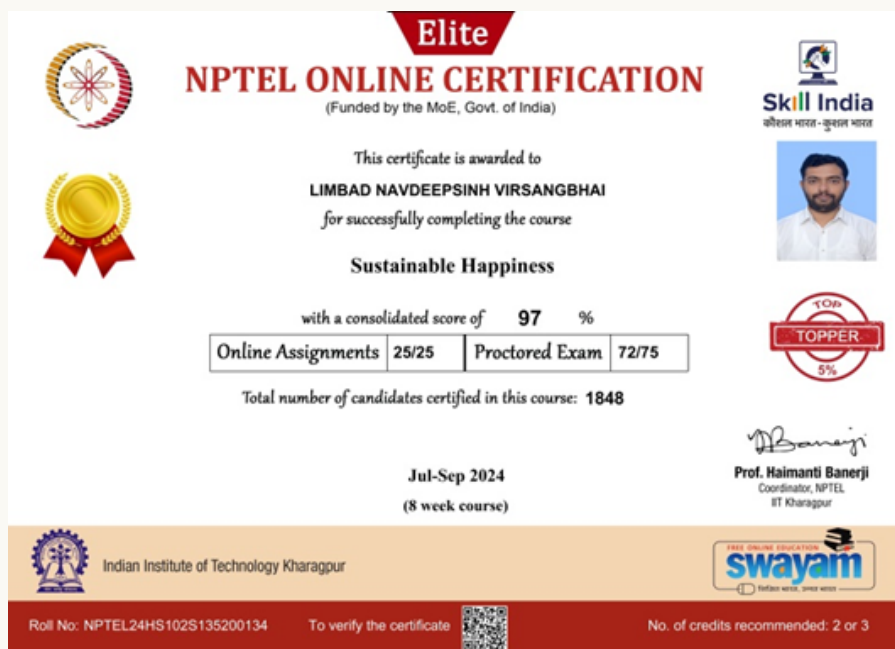 Elite
NPTEL ONLINE CERTIFICATION
(Funded by the MoE, Govt. of India)
Skill India
कौशल भारत - कुशल भारत
This certificate is awarded to
LIMBAD NAVDEEPSINH VIRSANGBHAI
for successfully completing the course
Sustainable Happiness
with a consolidated score of 97 %
Online Assignments 25/25 Proctored Exam 72/75
TOP
TOPPER
5%
Total number of candidates certified in this course: 1848
Prof. Haimanti Banerji
Coordinator, NPTEL
IIT Kharagpur
Jul-Sep 2024
(8 week course)
Indian Institute of Technology Kharagpur
FREE ONLINE EDUCATION
swayam
शिक्षित भारत, उन्नत भारत
Roll No: NPTEL24HS102S135200134 To verify the certificate No. of credits recommended: 2 or 3